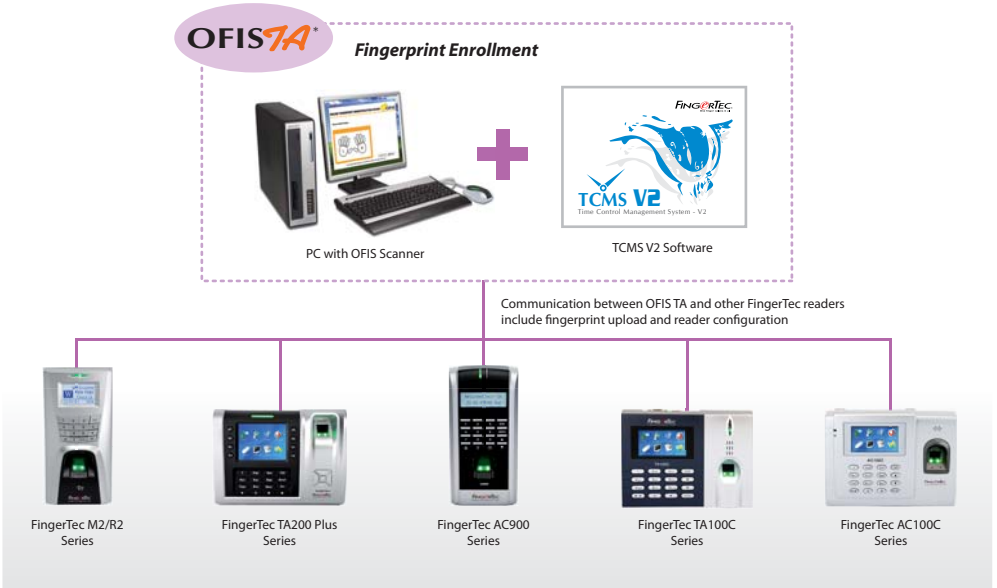 OFISTA*
Fingerprint Enrollment
FINGERTEC
TCMS V2
Time Control Management System - V2
PC with OFIS Scanner
TCMS V2 Software
Communication between OFIS TA and other FingerTec readers
include fingerprint upload and reader configuration
FingerTec M2/R2
Series
FingerTec TA200 Plus
Series
FingerTec AC900
Series
FingerTec TA100C
Series
FingerTec AC100C
Series